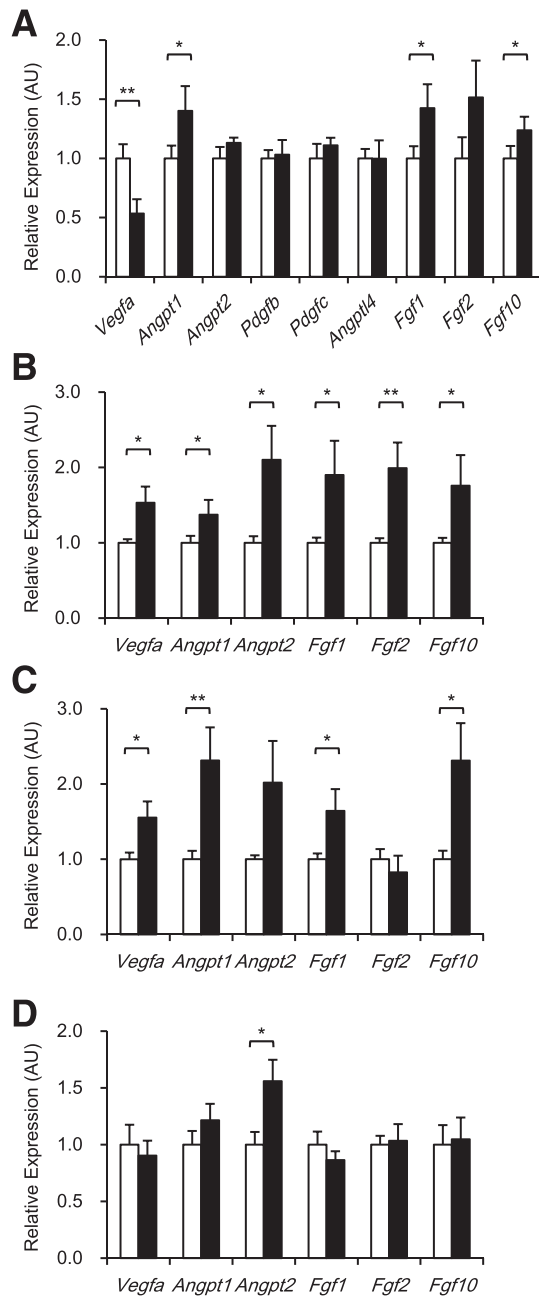 A
Relative Expression (AU)
2.0
1.5
1.0
0.5
0.0
** * * *
Vegfa Angpt1 Angpt2 Pdgfb Pdgfc Angptl4 Fgf1 Fgf2 Fgf10
B
Relative Expression (AU)
3.0
2.0
1.0
0.0
* * * * ** *
Vegfa Angpt1 Angpt2 Fgf1 Fgf2 Fgf10
C
Relative Expression (AU)
3.0
2.0
1.0
0.0
* ** * *
Vegfa Angpt1 Angpt2 Fgf1 Fgf2 Fgf10
D
Relative Expression (AU)
2.0
1.5
1.0
0.5
0.0
*
Vegfa Angpt1 Angpt2 Fgf1 Fgf2 Fgf10